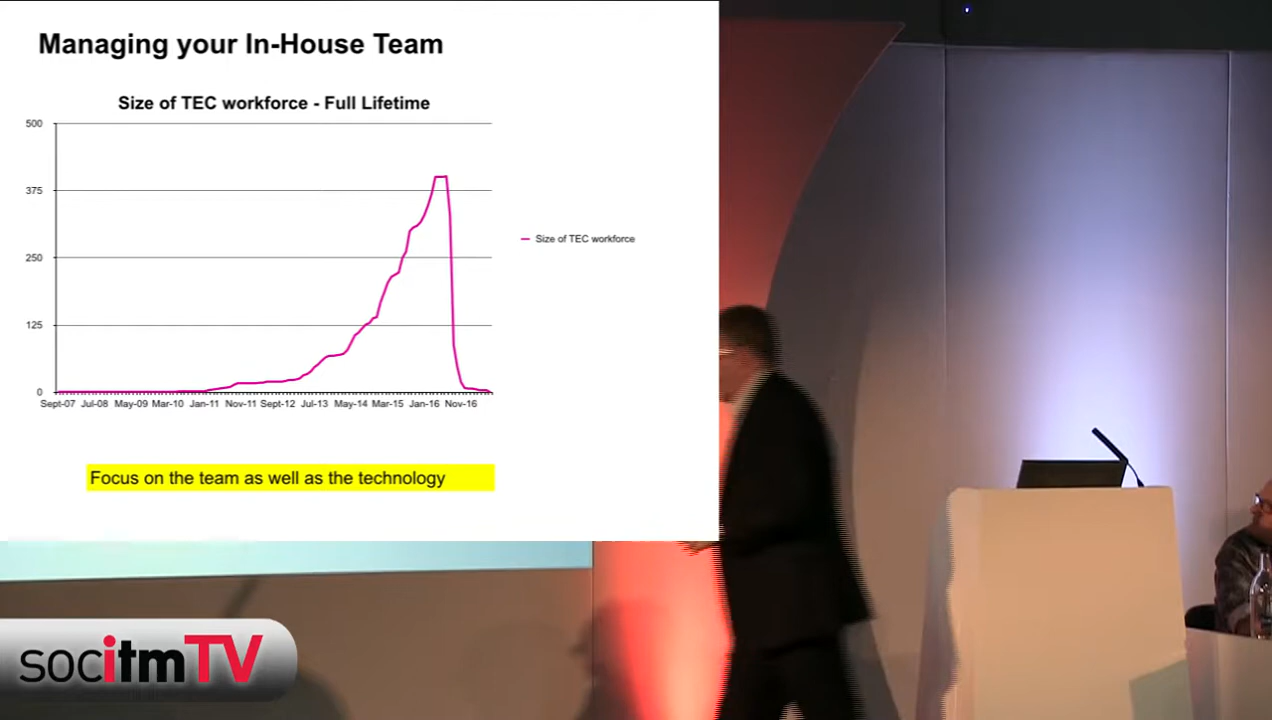 Managing your In-House Team
Size of TEC workforce - Full Lifetime
500
375
250
125
0
Sept-07 Jul-08 May-09 Mar-10 Jan-11 Nov-11 Sept-12 Jul-13 May-14 Mar-15 Jan-16 Nov-16
Size of TEC workforce
Focus on the team as well as the technology
socitmTV